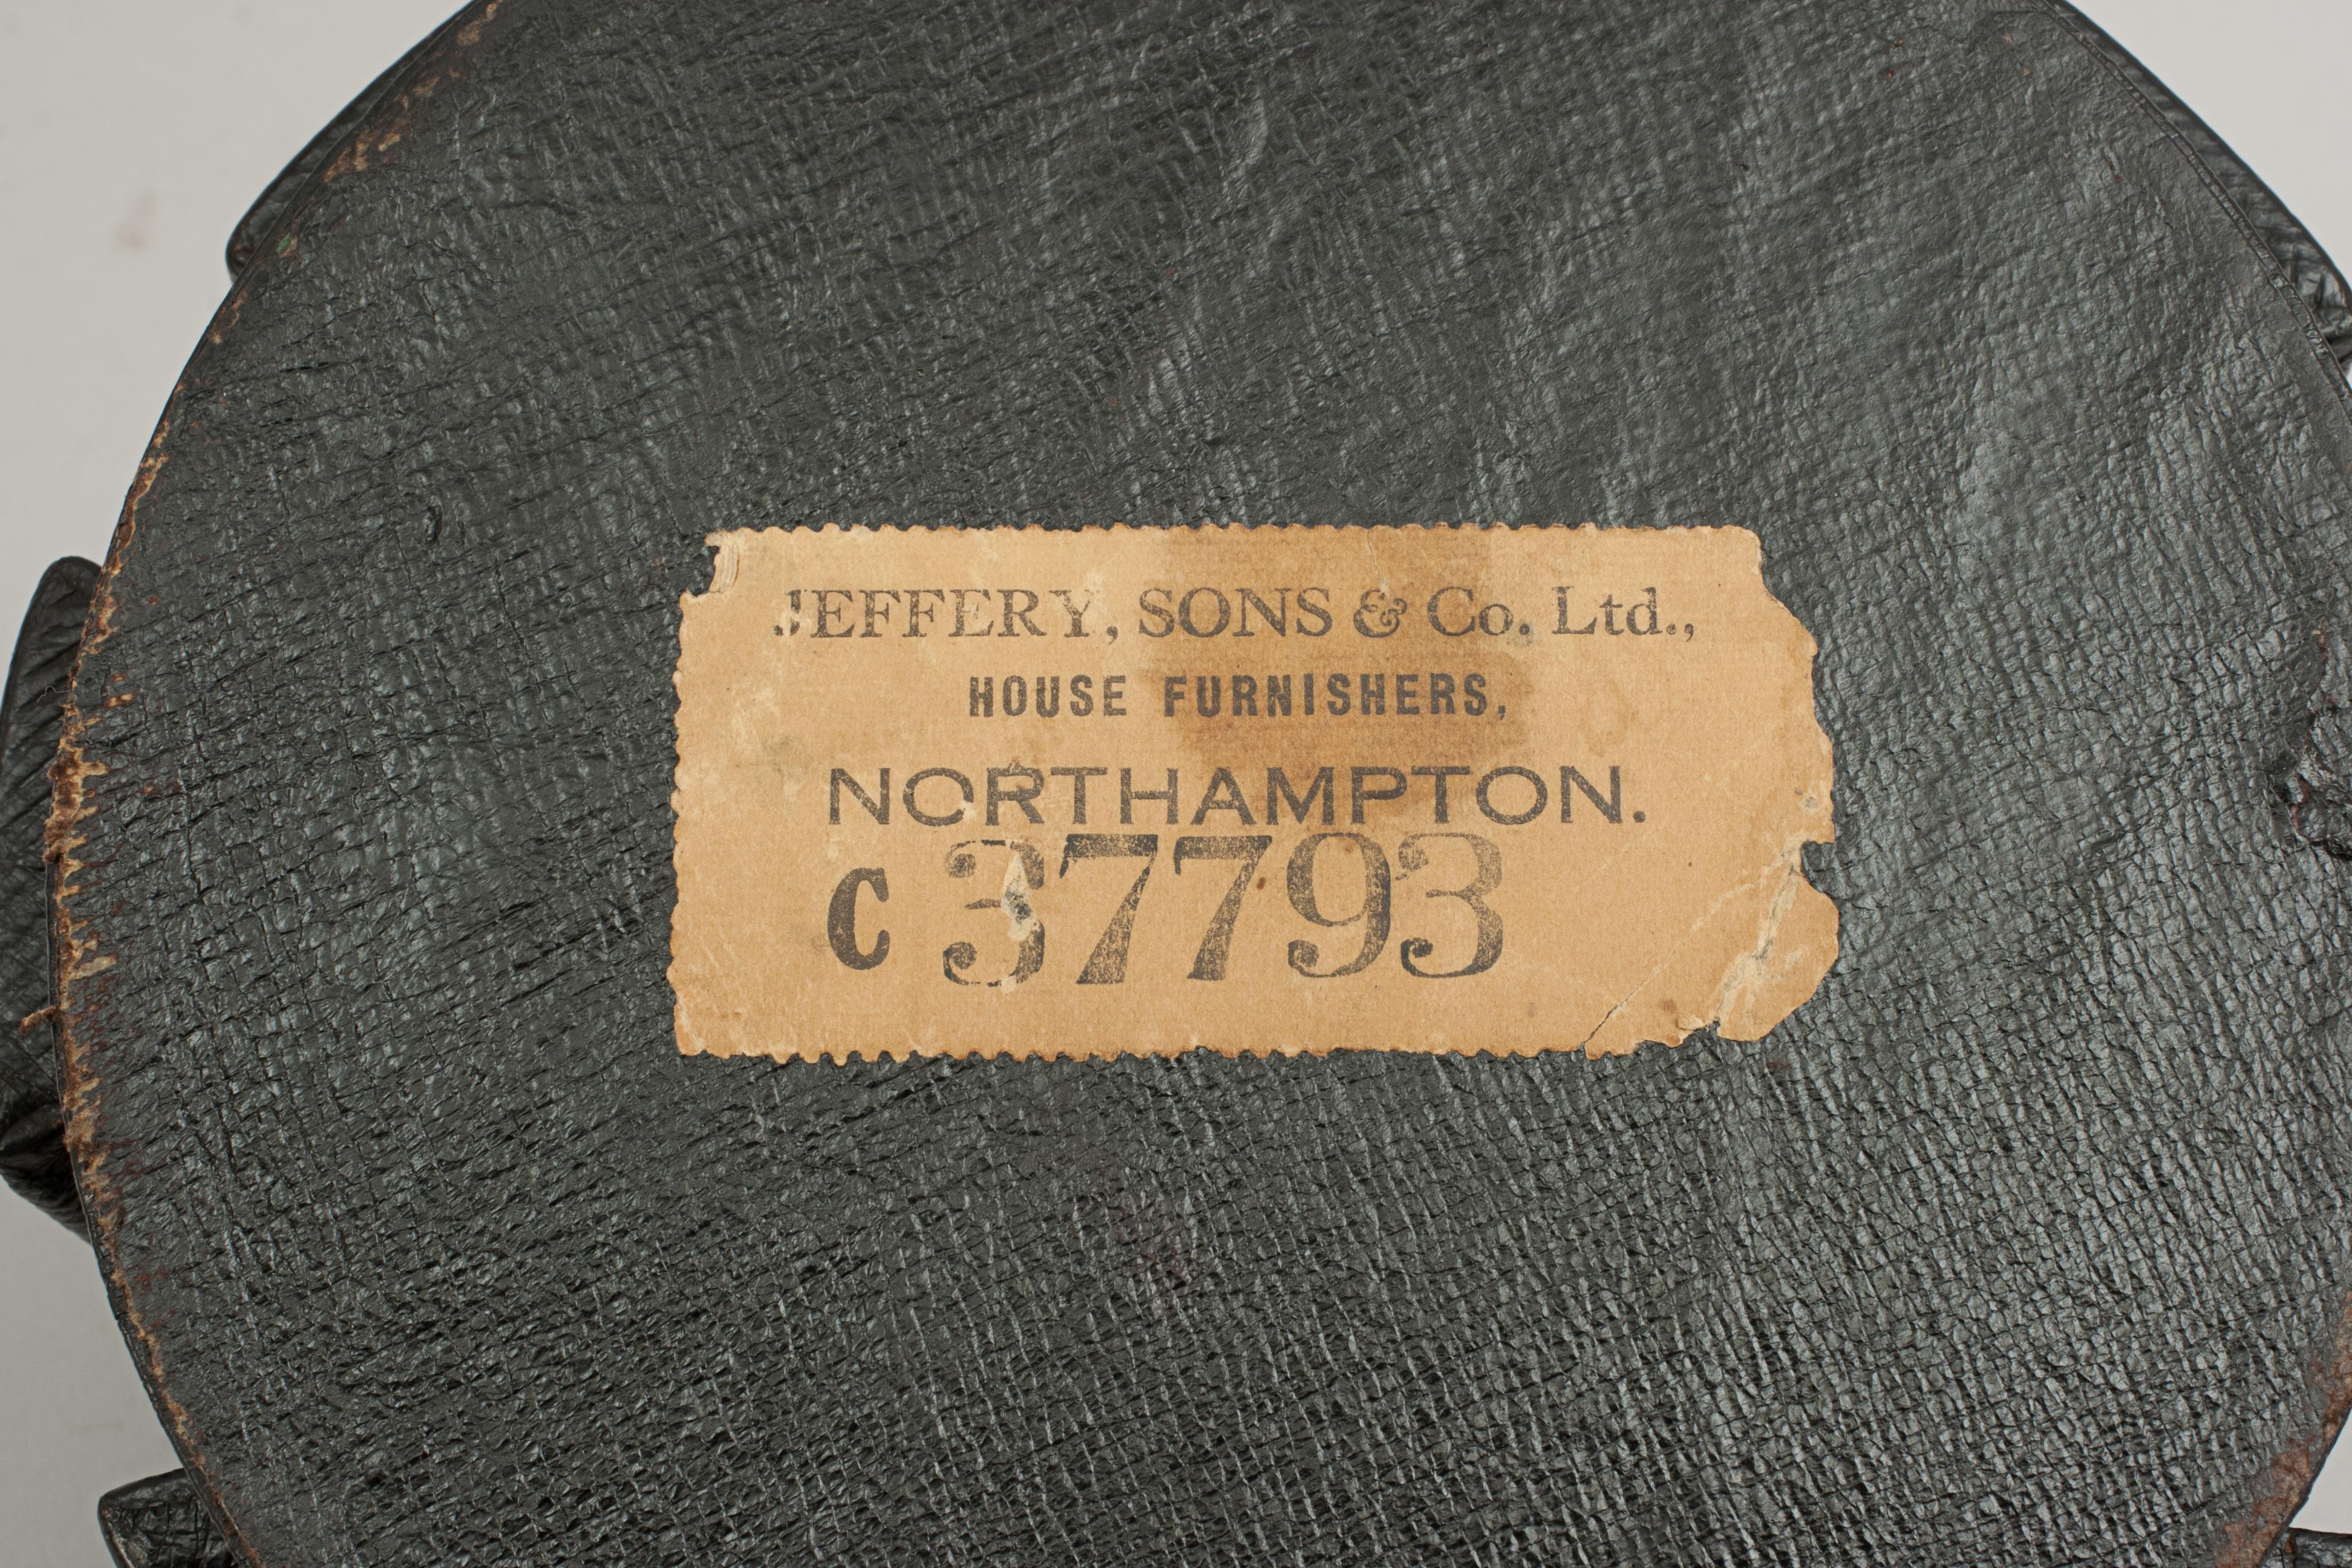 JEFFERY, SONS & Co. Ltd.,
HOUSE FURNISHERS,
NORTHAMPTON.
C 37793